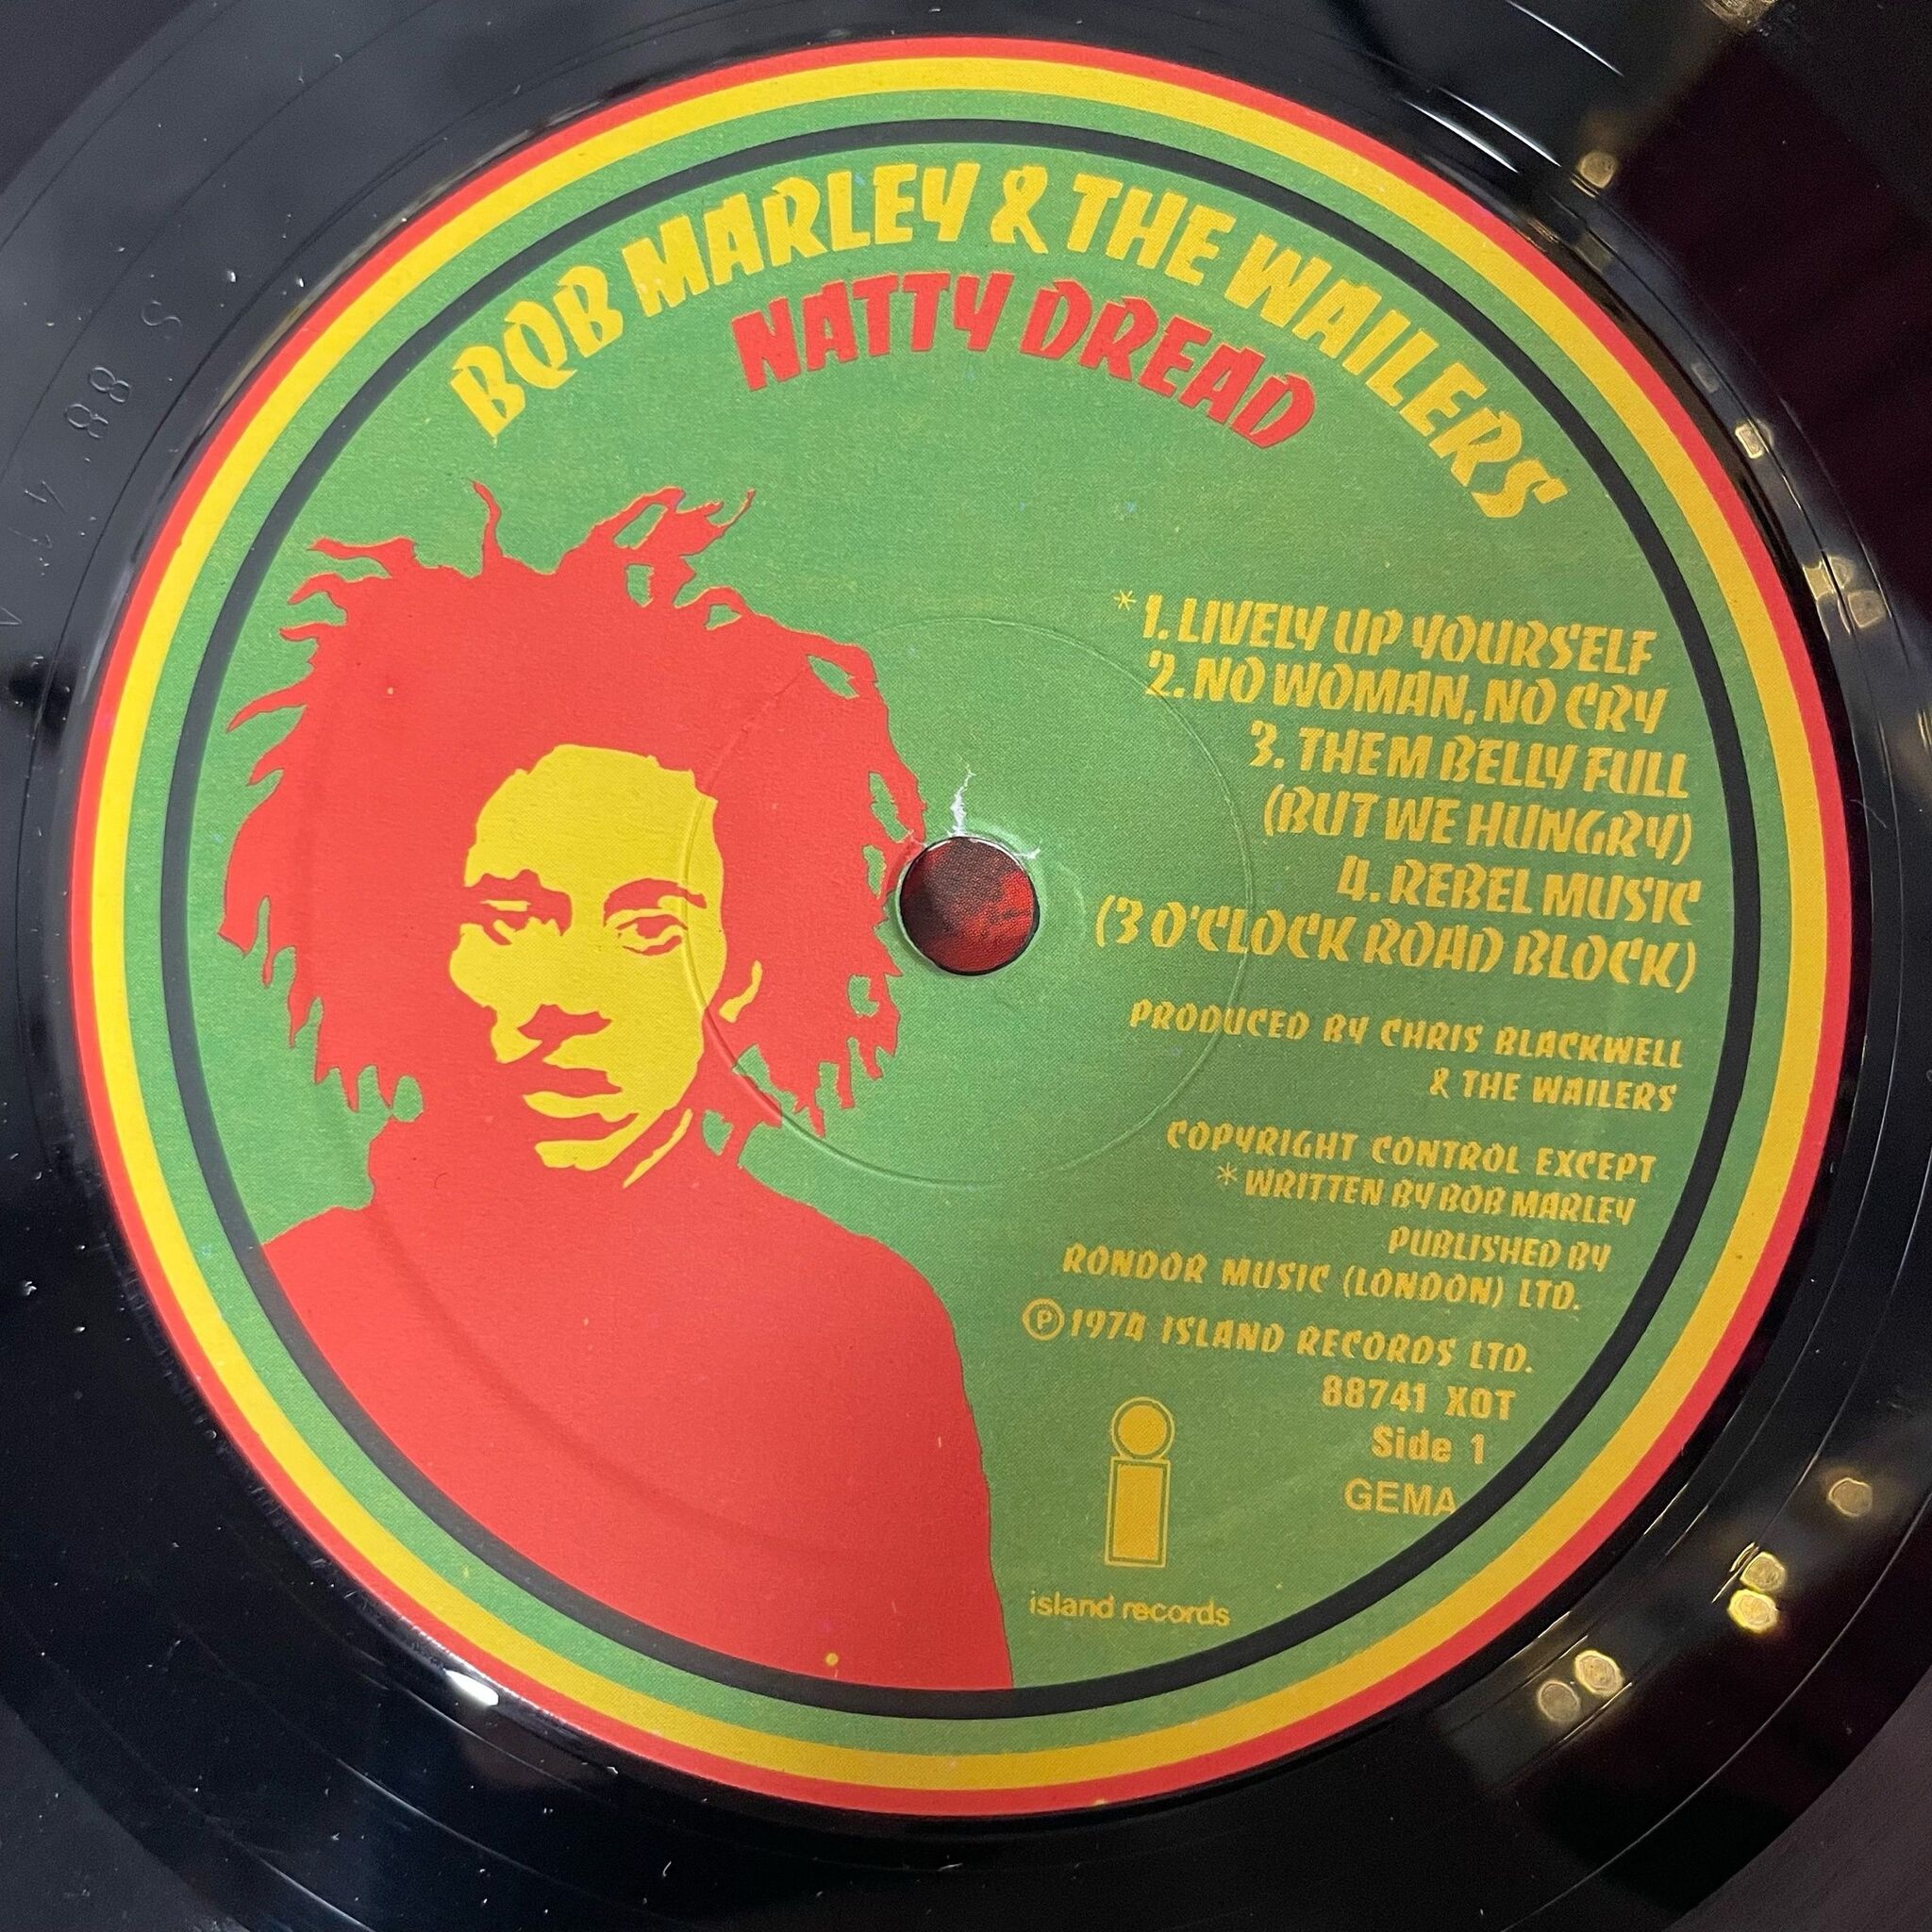 BOB MARLEY & THE WAILERS
NATTY DREAD
*1. LIVELY UP YOURSELF
2. NO WOMAN, NO CRY
3. THEM BELLY FULL
(BUT WE HUNGRY)
4. REBEL MUSIC
(3 O'CLOCK ROAD BLOCK)
PRODUCED BY CHRIS BLACKWELL
& THE WAILERS
COPYRIGHT CONTROL EXCEPT
*WRITTEN BY BOB MARLEY
PUBLISHED BY
RONDOR MUSIC (LONDON) LTD.
℗1974 ISLAND RECORDS LTD.
88741 XOT
Side 1
GEMA
island records